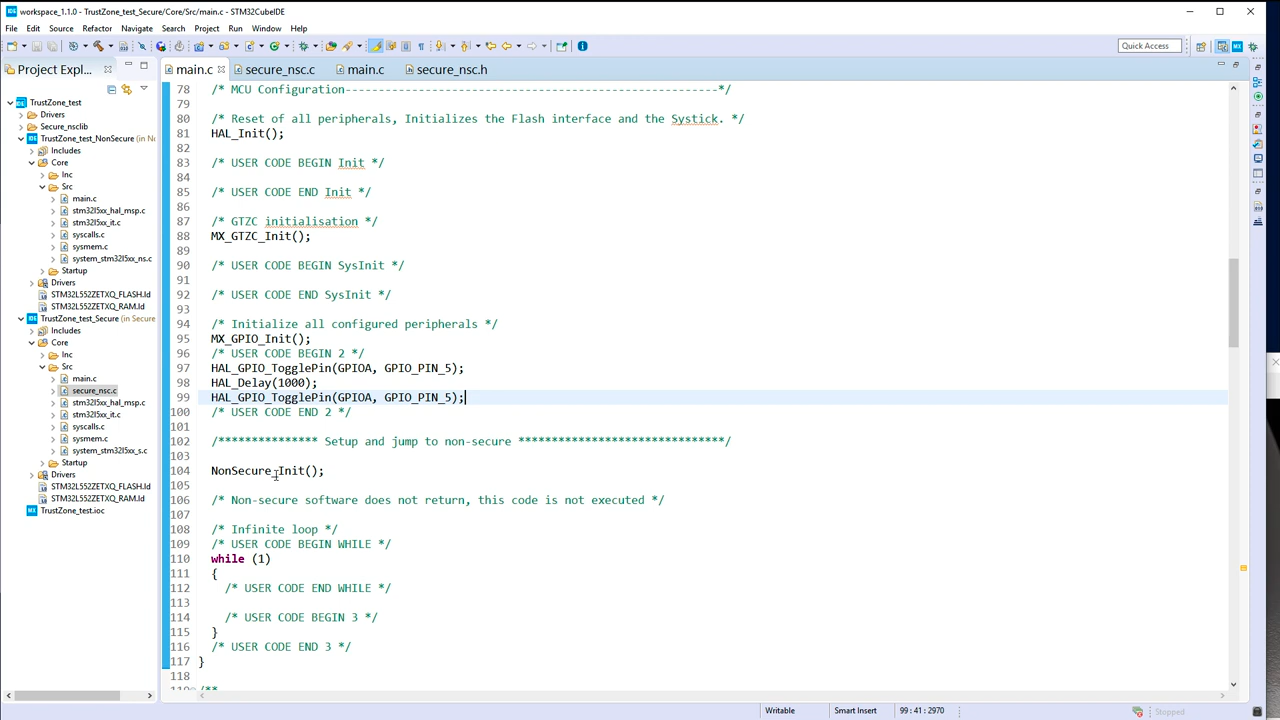 workspace_1.1.0 - TrustZone_test_Secure/Core/Src/main.c - STM32CubeIDE
File Edit Source Refactor Navigate Search Project Run Window Help
Quick Access
Project Expl...
main.c secure_nsc.c main.c secure_nsc.h
TrustZone_test
Drivers
Secure_nsclib
TrustZone_test_NonSecure (in N
Includes
Core
Inc
Src
main.c
stm32l5xx_hal_msp.c
stm32l5xx_it.c
syscalls.c
sysmem.c
system_stm32l5xx_ns.c
Startup
Drivers
STM32L552ZETXQ_FLASH.ld
STM32L552ZETXQ_RAM.ld
TrustZone_test_Secure (in Secure
Includes
Core
Inc
Src
main.c
secure_nsc.c
stm32l5xx_hal_msp.c
stm32l5xx_it.c
syscalls.c
sysmem.c
system_stm32l5xx_s.c
Startup
Drivers
STM32L552ZETXQ_FLASH.ld
STM32L552ZETXQ_RAM.ld
TrustZone_test.ioc
78 /* MCU Configuration--------------------------------------------------------*/
79
80 /* Reset of all peripherals, Initializes the Flash interface and the Systick. */
81 HAL_Init();
82
83 /* USER CODE BEGIN Init */
84
85 /* USER CODE END Init */
86
87 /* GTZC initialisation */
88 MX_GTZC_Init();
89
90 /* USER CODE BEGIN SysInit */
91
92 /* USER CODE END SysInit */
93
94 /* Initialize all configured peripherals */
95 MX_GPIO_Init();
96 /* USER CODE BEGIN 2 */
97 HAL_GPIO_TogglePin(GPIOA, GPIO_PIN_5);
98 HAL_Delay(1000);
99 HAL_GPIO_TogglePin(GPIOA, GPIO_PIN_5);
100 /* USER CODE END 2 */
101
102 /*************** Setup and jump to non-secure *******************************/
103
104 NonSecure_Init();
105
106 /* Non-secure software does not return, this code is not executed */
107
108 /* Infinite loop */
109 /* USER CODE BEGIN WHILE */
110 while (1)
111 {
112 /* USER CODE END WHILE */
113
114 /* USER CODE BEGIN 3 */
115 }
116 /* USER CODE END 3 */
117 }
118
119 /**
Writable Smart Insert 99 : 41 : 2970 Stopped